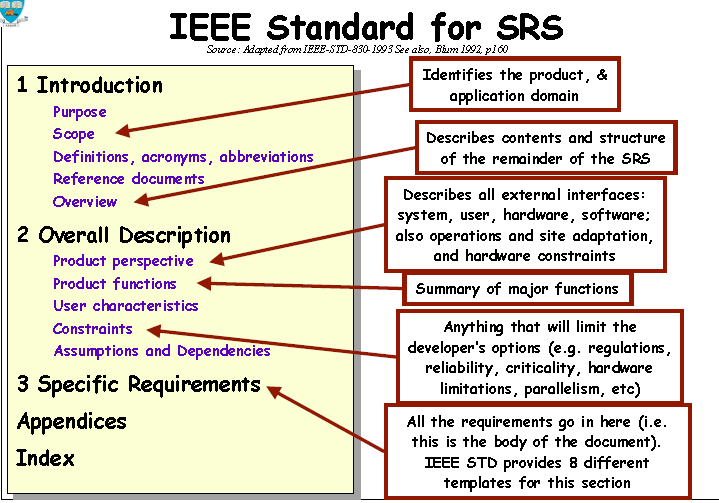 IEEE Standard for SRS
Source: Adapted from IEEE-STD-830-1993 See also, Blum 1992, p160
1 Introduction
Purpose
Scope
Definitions, acronyms, abbreviations
Reference documents
Overview
2 Overall Description
Product perspective
Product functions
User characteristics
Constraints
Assumptions and Dependencies
3 Specific Requirements
Appendices
Index
Identifies the product, &
application domain
Describes contents and structure
of the remainder of the SRS
Describes all external interfaces:
system, user, hardware, software;
also operations and site adaptation,
and hardware constraints
Summary of major functions
Anything that will limit the
developer's options (e.g. regulations,
reliability, criticality, hardware
limitations, parallelism, etc)
All the requirements go in here (i.e.
this is the body of the document).
IEEE STD provides 8 different
templates for this section